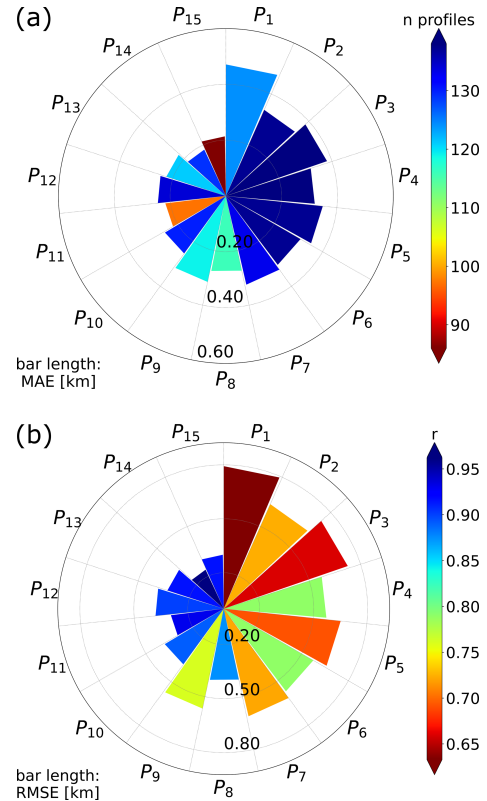 (a)
n profiles
P15
P1
P14
P2
P13
P3
P12
P4
P11
P5
P10
P6
P9
P8
P7
0.20
0.40
0.60
130
120
110
100
90
bar length:
MAE [km]
(b)
r
P15
P1
P14
P2
P13
P3
P12
P4
P11
P5
P10
P6
P9
P8
P7
0.20
0.50
0.80
0.95
0.90
0.85
0.80
0.75
0.70
0.65
bar length:
RMSE [km]